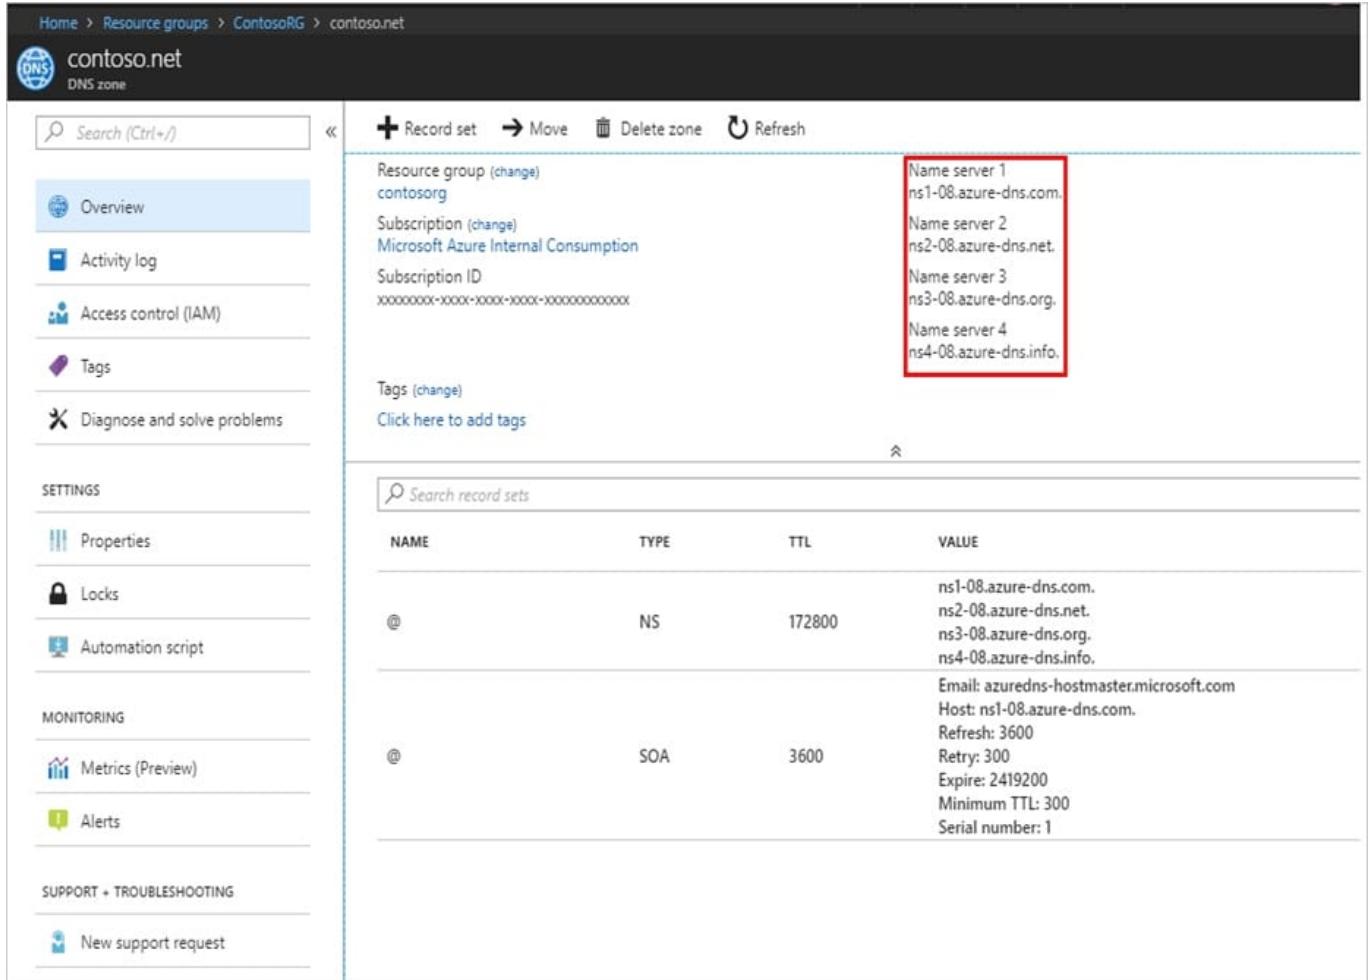 Home > Resource groups > ContosoRG > contoso.net
DNS
contoso.net
DNS zone
Search (Ctrl+/)
«
Overview
Activity log
Access control (IAM)
Tags
Diagnose and solve problems
SETTINGS
Properties
Locks
Automation script
MONITORING
Metrics (Preview)
Alerts
SUPPORT + TROUBLESHOOTING
New support request
Record set Move Delete zone Refresh
Resource group (change)
contosorg
Subscription (change)
Microsoft Azure Internal Consumption
Subscription ID
xxxxxxxx-xxxx-xxxx-xxxx-xxxxxxxxxxxx
Name server 1
ns1-08.azure-dns.com.
Name server 2
ns2-08.azure-dns.net.
Name server 3
ns3-08.azure-dns.org.
Name server 4
ns4-08.azure-dns.info.
Tags (change)
Click here to add tags
Search record sets
NAME TYPE TTL VALUE
@ NS 172800
ns1-08.azure-dns.com.
ns2-08.azure-dns.net.
ns3-08.azure-dns.org.
ns4-08.azure-dns.info.
@ SOA 3600
Email: azuredns-hostmaster.microsoft.com
Host: ns1-08.azure-dns.com.
Refresh: 3600
Retry: 300
Expire: 2419200
Minimum TTL: 300
Serial number: 1